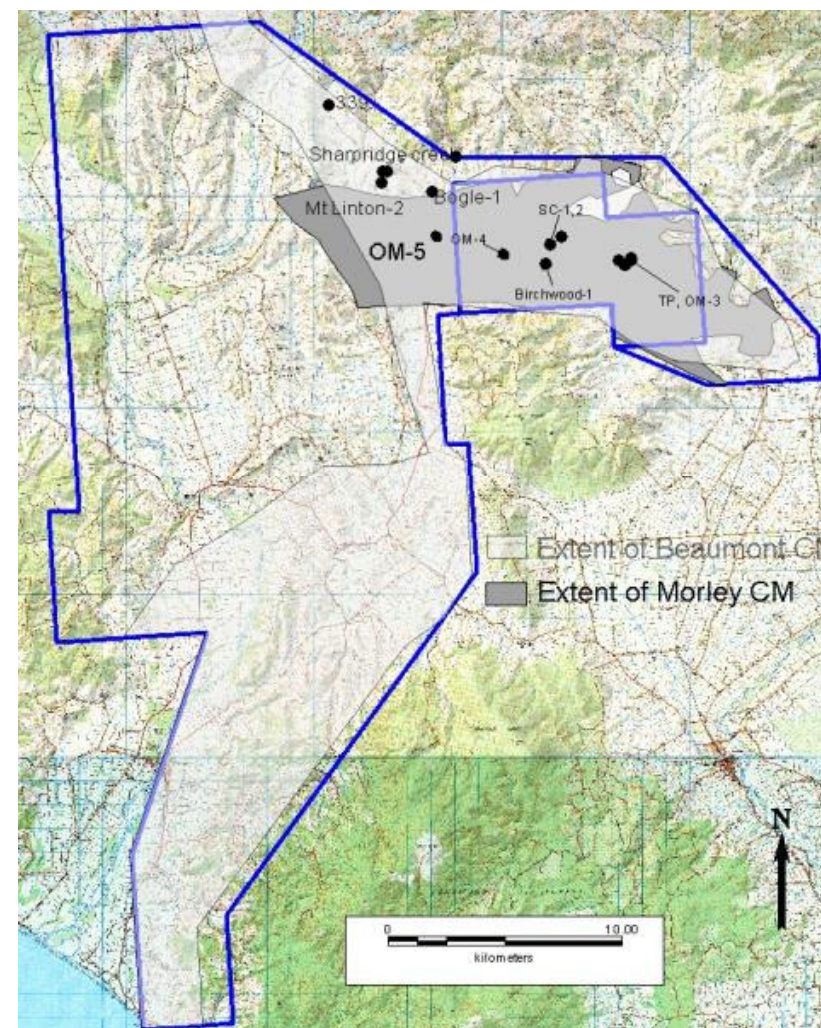 339
Sharpridge creek
Mt Linton-2
Bogle-1
SC-1,2
OM-5
OM-4
Birchwood-1
TP, OM-3
Extent of Beaumont C
Extent of Morley CM
N
0
10.00
kilometers